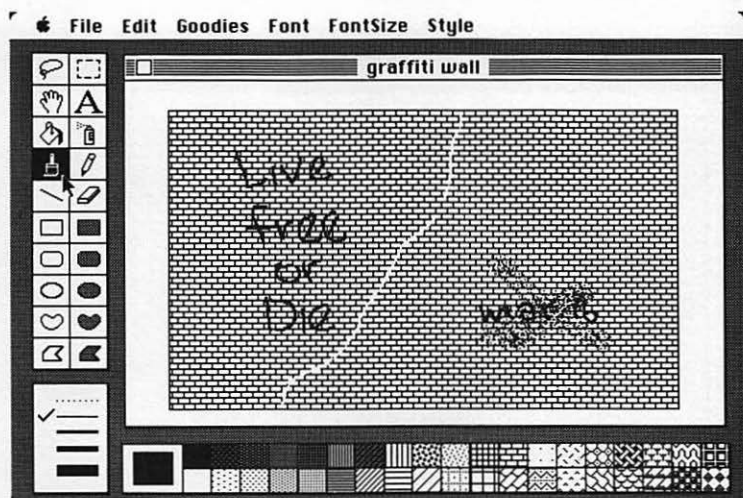 File Edit Goodies Font FontSize Style
graffiti wall
A
Live
free
or
Die